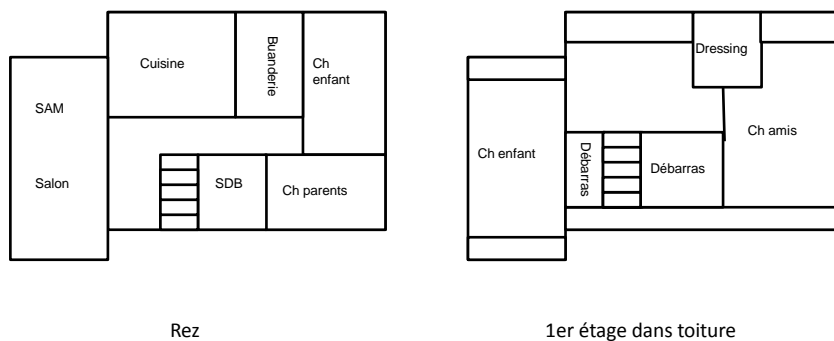 Cuisine
Buanderie
Ch
enfant
SAM
Salon
SDB
Ch parents
Rez
Dressing
Ch enfant
Débarras
Débarras
Ch amis
1er étage dans toiture